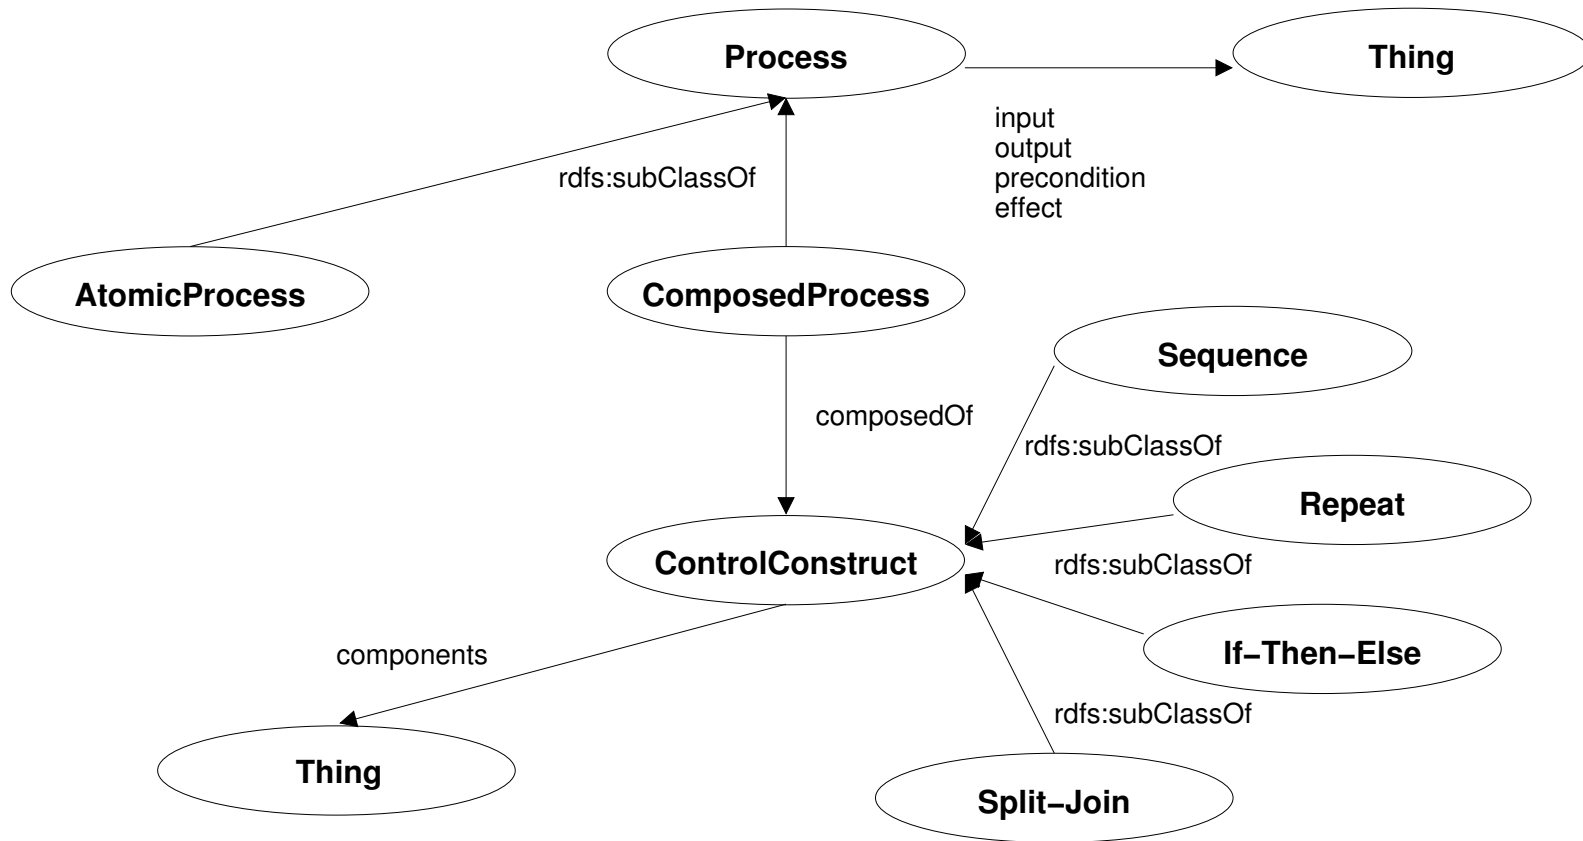 Process
Thing
input
output
precondition
effect
rdfs:subClassOf
AtomicProcess
ComposedProcess
Sequence
composedOf
rdfs:subClassOf
Repeat
ControlConstruct
rdfs:subClassOf
If−Then−Else
components
rdfs:subClassOf
Thing
Split−Join